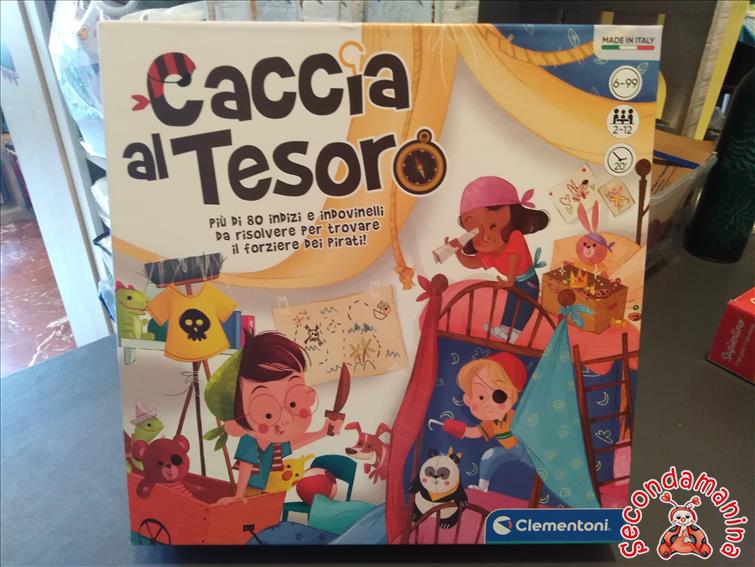 MADE IN ITALY
Caccia
al Tesoro
Più di 80 indizi e indovinelli
da risolvere per trovare
il forziere dei Pirati!
6-99
2-12
20'
Clementoni
Sapientino
secondamanina